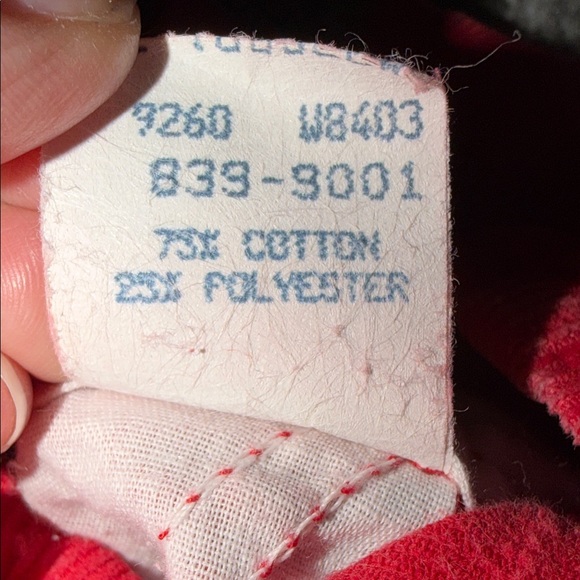 9260 W8403
839-9001
75% COTTON
25% POLYESTER